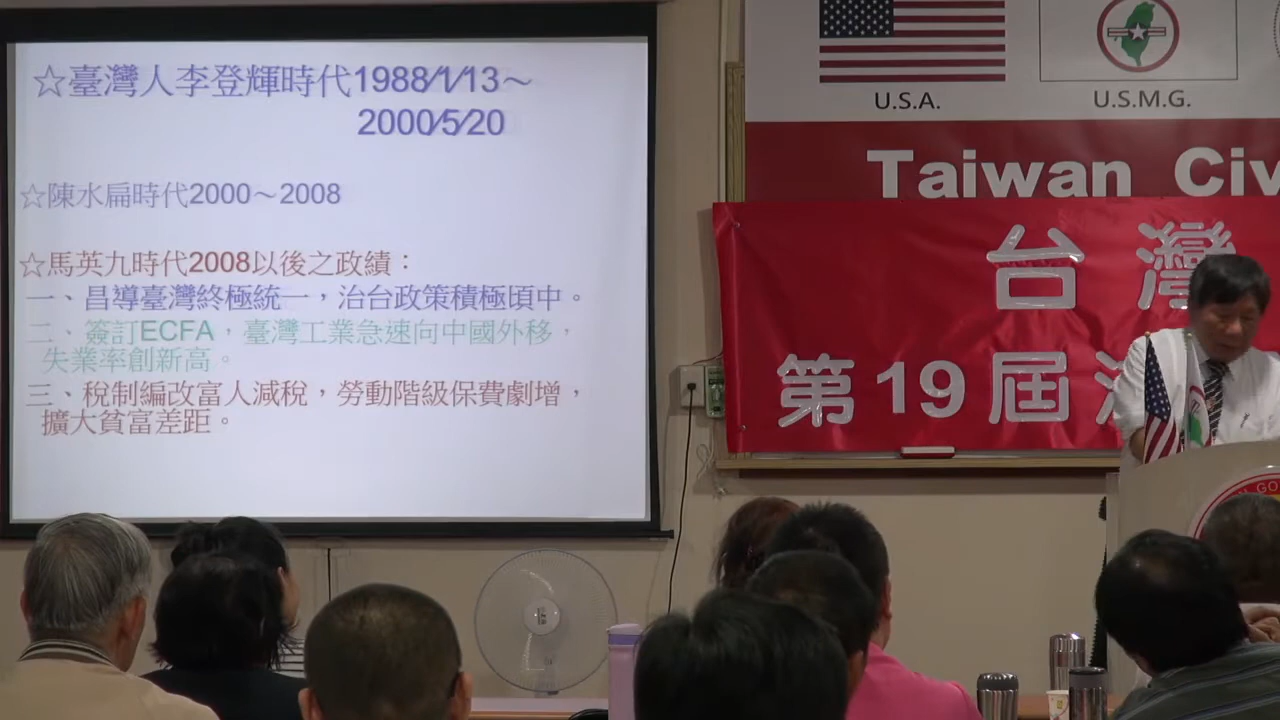 ☆臺灣人李登輝時代1988/1/13～
2000/5/20
☆陳水扁時代2000～2008
☆馬英九時代2008以後之政績：
一、昌導臺灣終極統一，治台政策積極頃中。
二、簽訂ECFA，臺灣工業急速向中國外移，
失業率創新高。
三、稅制編改富人減稅，勞動階級保費劇增，
擴大貧富差距。
U.S.A.
U.S.M.G.
Taiwan Civ
台灣
第19屆